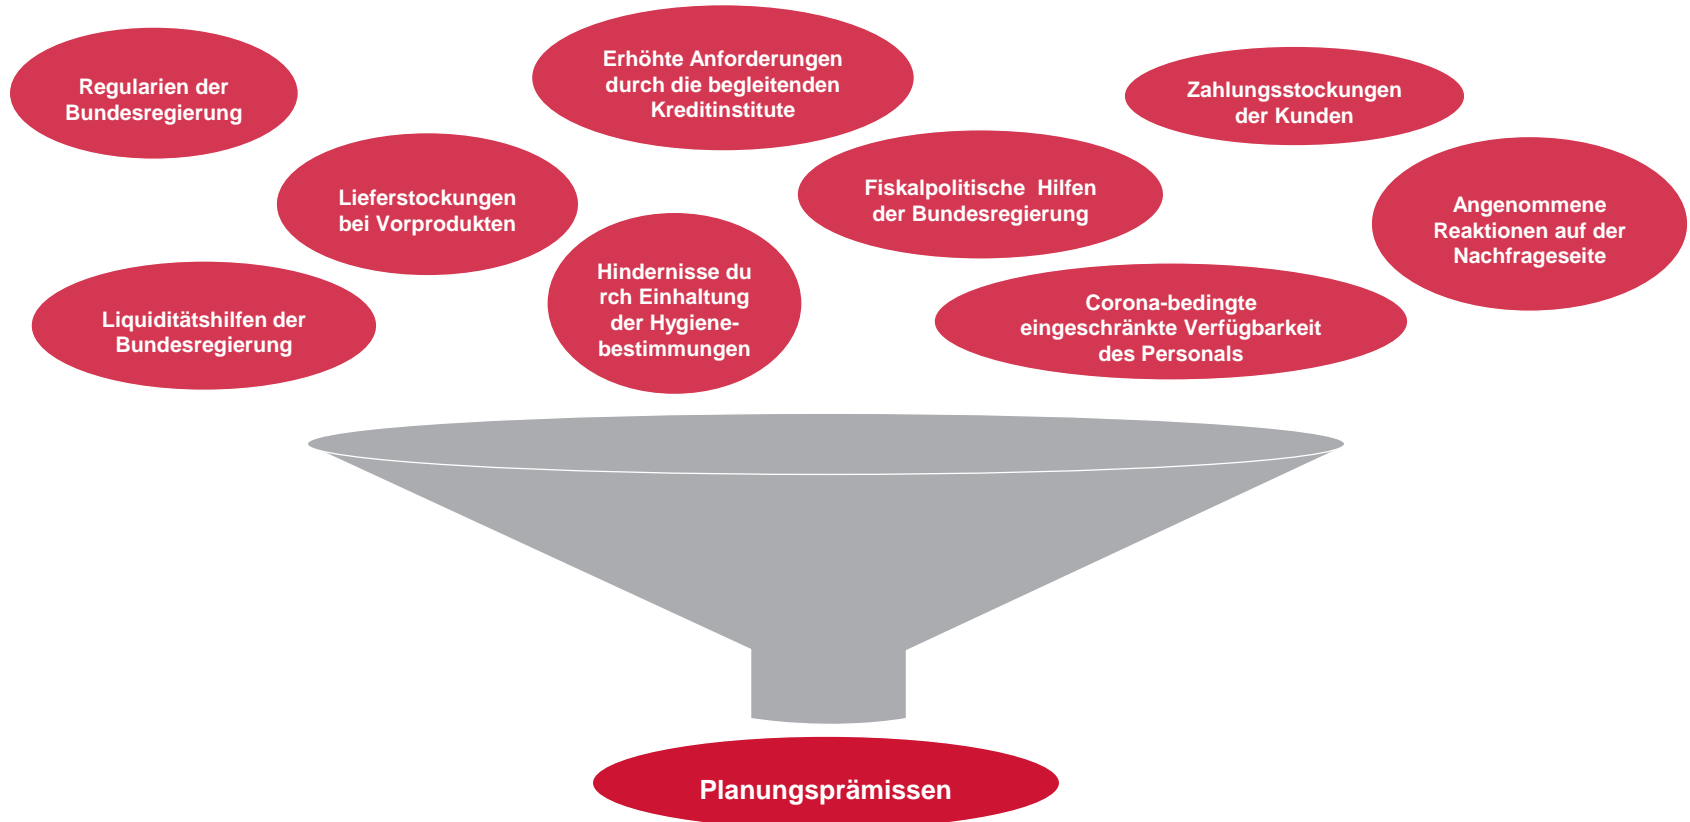 Regularien der
Bundesregierung
Erhöhte Anforderungen
durch die begleitenden
Kreditinstitute
Zahlungsstockungen
der Kunden
Lieferstockungen
bei Vorprodukten
Fiskalpolitische  Hilfen
der Bundesregierung
Angenommene
Reaktionen auf der
Nachfrageseite
Liquiditätshilfen der
Bundesregierung
Hindernisse du
rch Einhaltung
der Hygiene-
bestimmungen
Corona-bedingte
eingeschränkte Verfügbarkeit
des Personals
Planungsprämissen